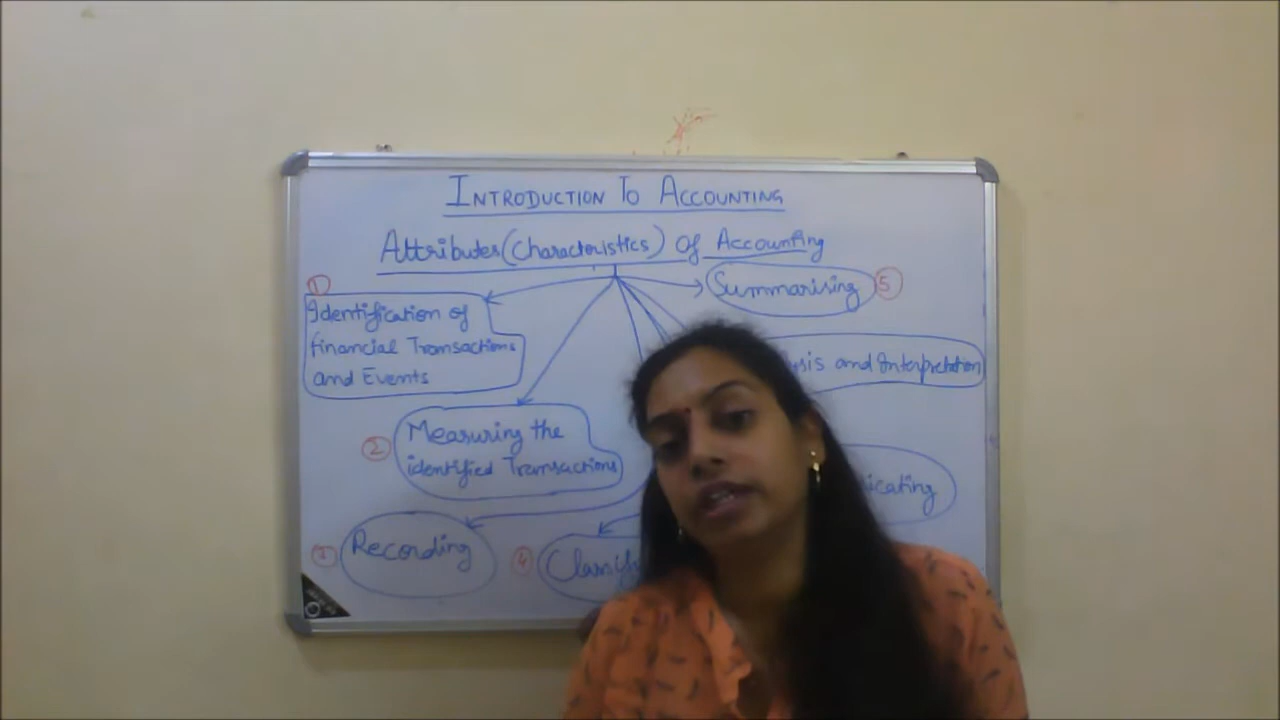 INTRODUCTION TO ACCOUNTING
Attributes (Characteristics) Of Accounting
1
Identification of
financial Transactions
and Events
2
Measuring the
identified Transactions
3
Recording
4
Summarising 5
and Interpretation